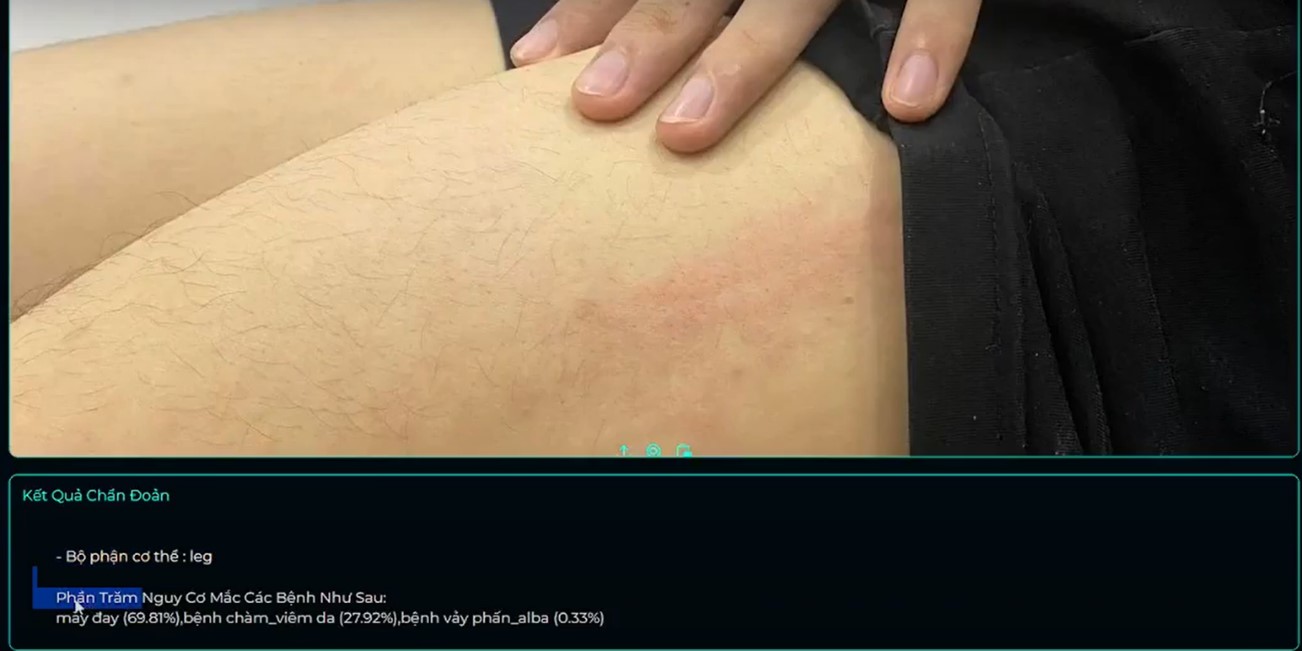 Kết Quả Chẩn Đoản
- Bộ phận cơ thể : leg
Phần Trăm Nguy Cơ Mắc Các Bệnh Như Sau:
mày đay (69.81%),bệnh chàm_viêm da (27.92%),bệnh vảy phấn_alba (0.33%)